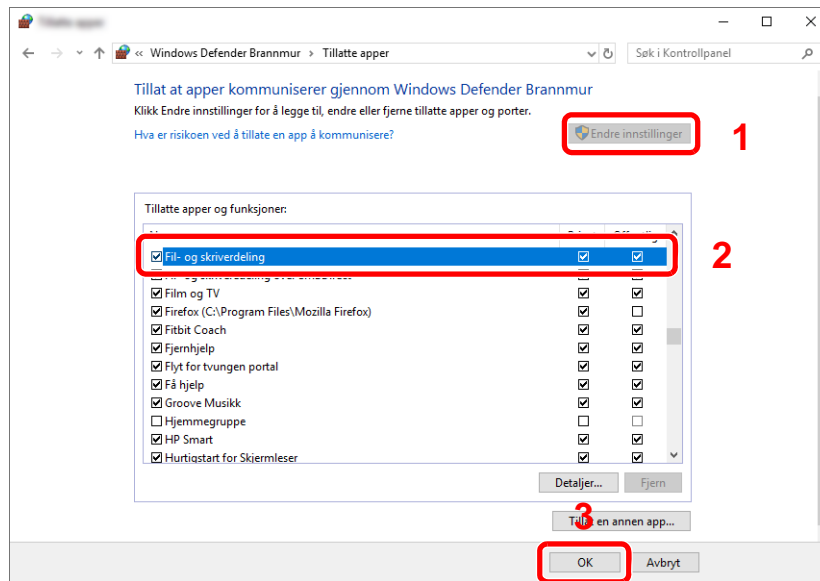 Tillatte apper
« Windows Defender Brannmur > Tillatte apper
Søk i Kontrollpanel
Tillat at apper kommuniserer gjennom Windows Defender Brannmur
Klikk Endre innstillinger for å legge til, endre eller fjerne tillatte apper og porter.
Hva er risikoen ved å tillate en app å kommunisere?
Endre innstillinger
1
Tillatte apper og funksjoner:
Fil- og skriverdeling
2
Film og TV
Firefox (C:\Program Files\Mozilla Firefox)
Fitbit Coach
Fjernhjelp
Flyt for tvungen portal
Få hjelp
Groove Musikk
Hjemmegruppe
HP Smart
Hurtigstart for Skjermleser
Detaljer...
Fjern
3
Tillat en annen app...
OK
Avbryt